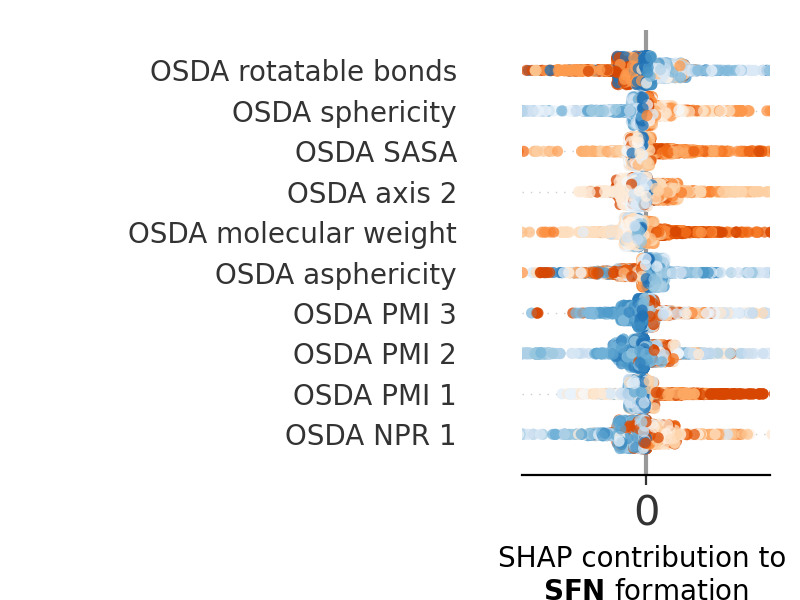 OSDA rotatable bonds
OSDA sphericity
OSDA SASA
OSDA axis 2
OSDA molecular weight
OSDA asphericity
OSDA PMI 3
OSDA PMI 2
OSDA PMI 1
OSDA NPR 1
0
SHAP contribution to
SFN formation